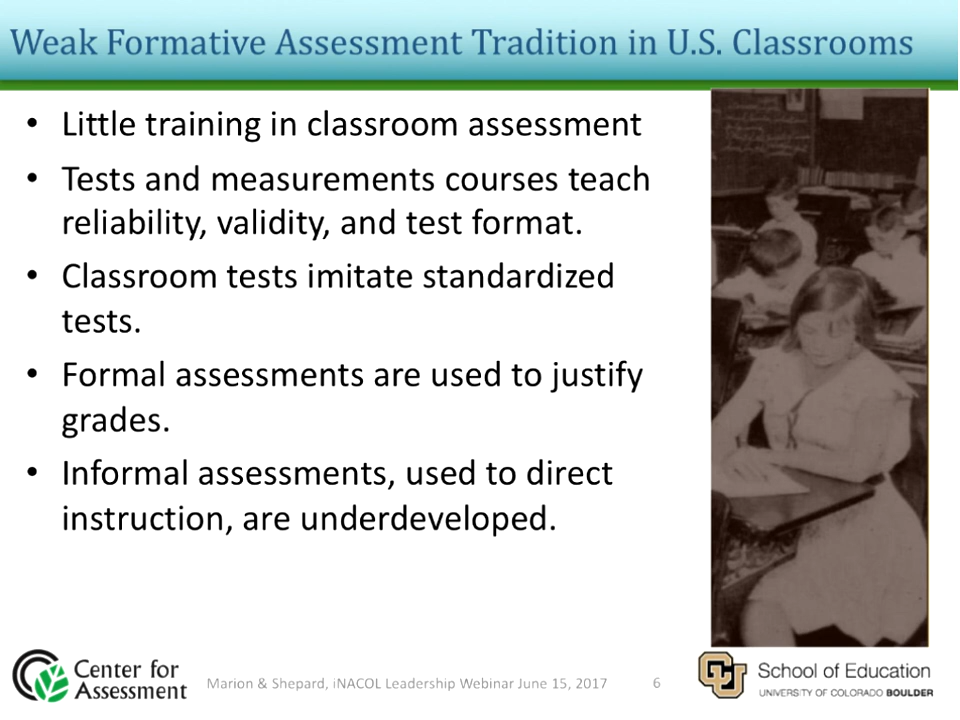 Weak Formative Assessment Tradition in U.S. Classrooms
• Little training in classroom assessment
• Tests and measurements courses teach
reliability, validity, and test format.
• Classroom tests imitate standardized
tests.
• Formal assessments are used to justify
grades.
• Informal assessments, used to direct
instruction, are underdeveloped.
Center for
Assessment
Marion & Shepard, iNACOL Leadership Webinar June 15, 2017
6
CU
School of Education
UNIVERSITY OF COLORADO BOULDER